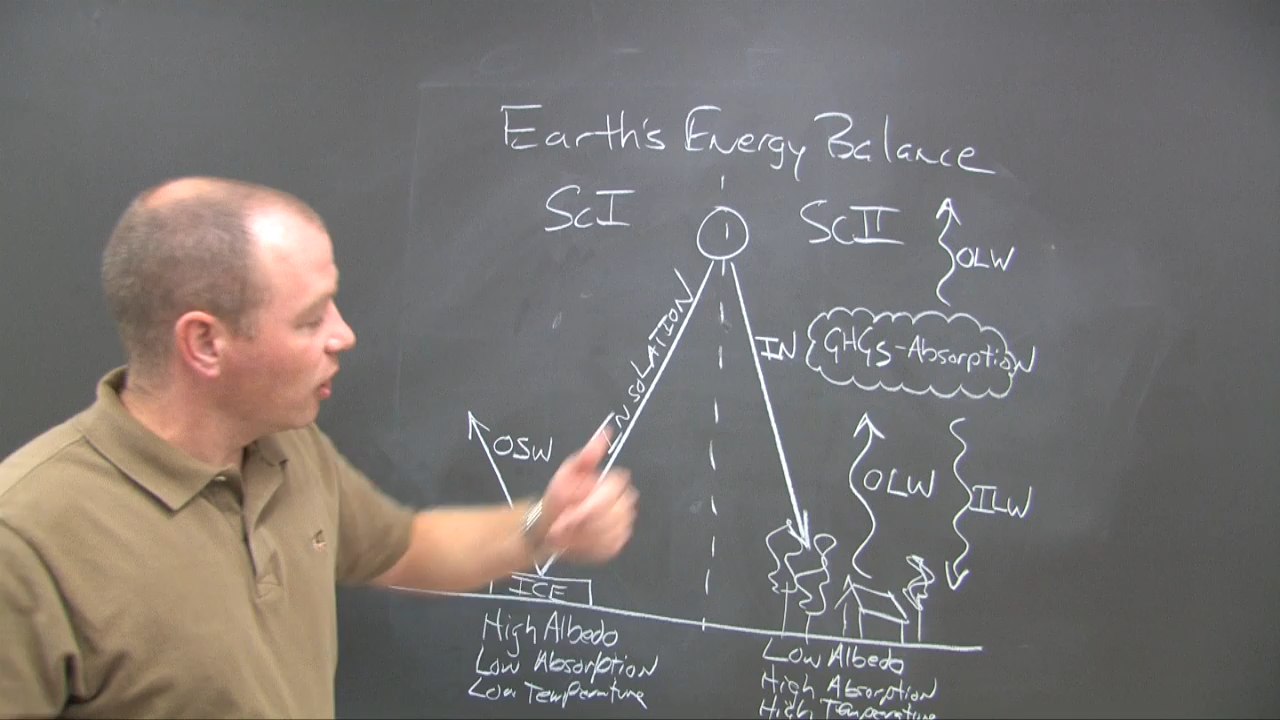 Earth's Energy Balance
ScI
ScII
OLW
INSOLATION
IN
GHGs-Absorption
OSW
OLW
ILW
ICE
High Albedo
Low Absorption
Low Temperature
Low Albedo
High Absorption
High Temperature